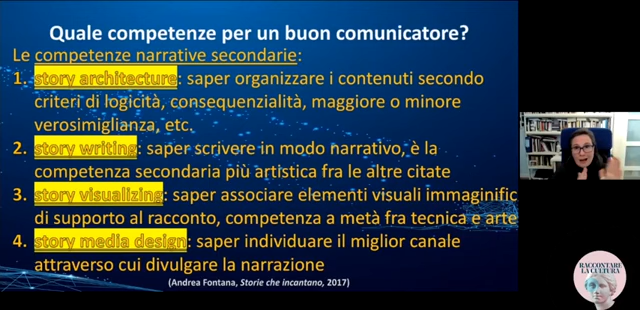 Quale competenze per un buon comunicatore?
Le competenze narrative secondarie:
1. story architecture: saper organizzare i contenuti secondo
criteri di logicità, consequenzialità, maggiore o minore
verosimiglianza, etc.
2. story writing: saper scrivere in modo narrativo, è la
competenza secondaria più artistica fra le altre citate
3. story visualizing: saper associare elementi visuali immaginific
di supporto al racconto, competenza a metà fra tecnica e arte
4. story media design: saper individuare il miglior canale
attraverso cui divulgare la narrazione
(Andrea Fontana, Storie che incantano, 2017)
RACCONTARE
LA CULTURA